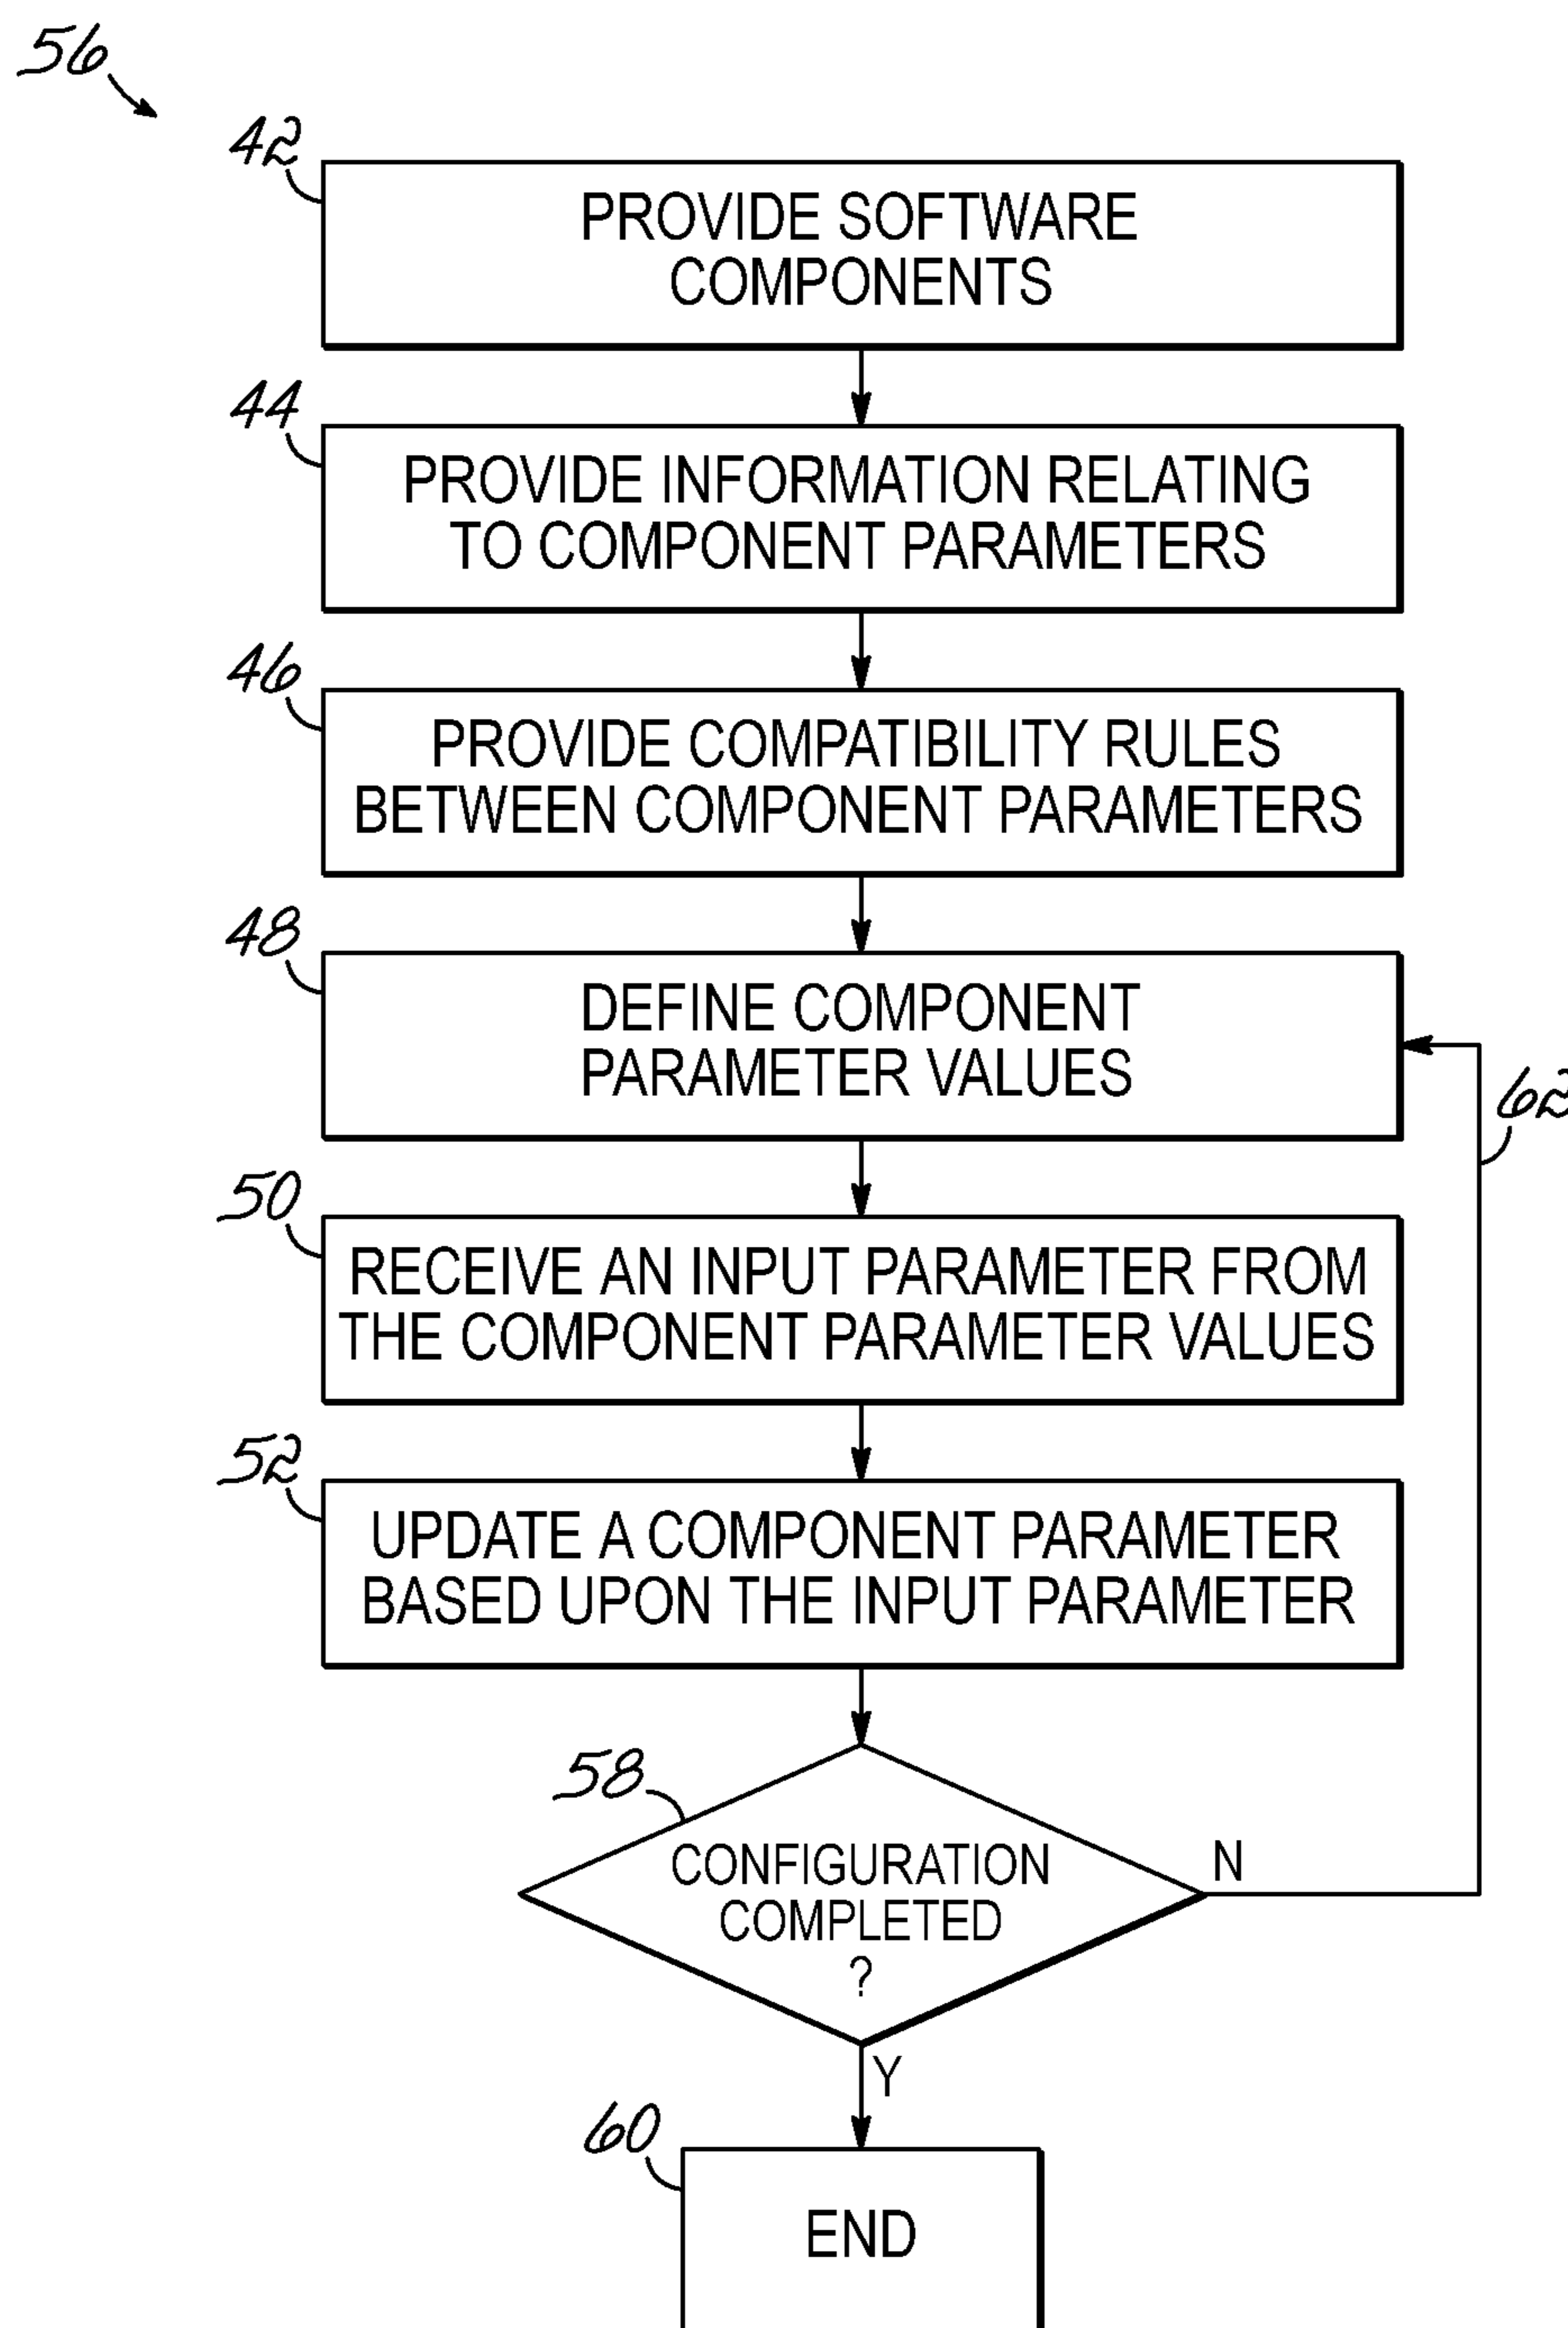 56
42
PROVIDE SOFTWARE
COMPONENTS
44
PROVIDE INFORMATION RELATING
TO COMPONENT PARAMETERS
46
PROVIDE COMPATIBILITY RULES
BETWEEN COMPONENT PARAMETERS
48
DEFINE COMPONENT
PARAMETER VALUES
62
50
RECEIVE AN INPUT PARAMETER FROM
THE COMPONENT PARAMETER VALUES
52
UPDATE A COMPONENT PARAMETER
BASED UPON THE INPUT PARAMETER
58
CONFIGURATION
COMPLETED
?
N
Y
60
END